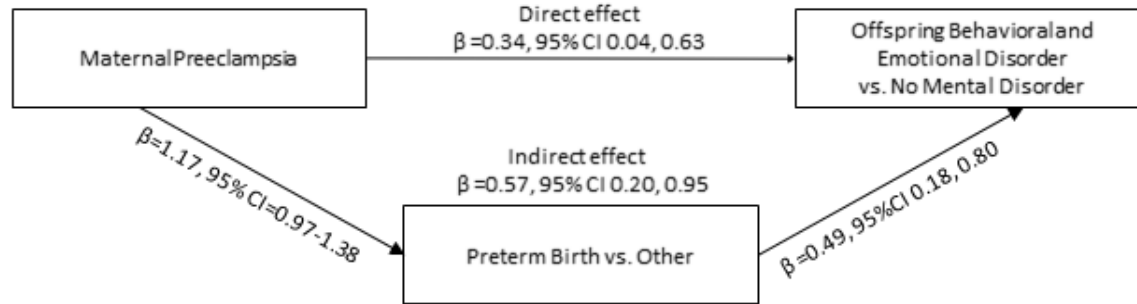 Direct effect
β =0.34, 95% CI 0.04, 0.63
Maternal Preeclampsia
Offspring Behavioral and
Emotional Disorder
vs. No Mental Disorder
β=1.17, 95% CI=0.97-1.38
Indirect effect
β =0.57, 95% CI 0.20, 0.95
Preterm Birth vs. Other
β =0.49, 95%CI 0.18, 0.80